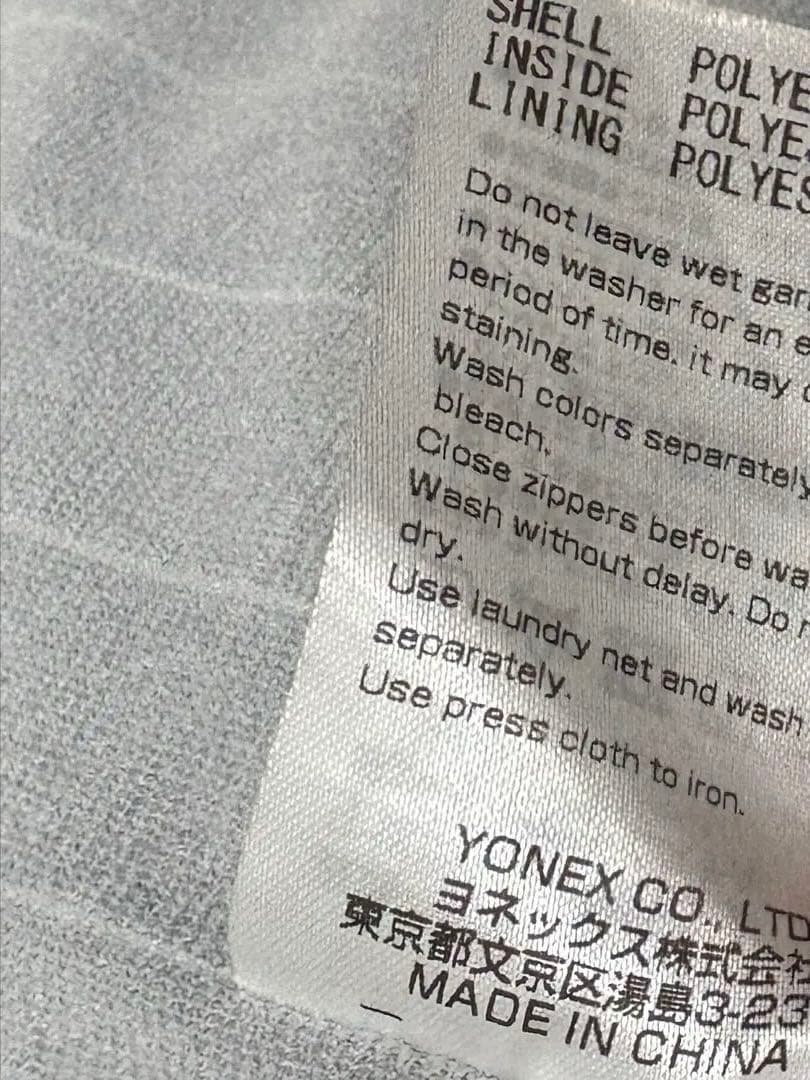 SHELL POLYE
INSIDE POLYE
LINING POLYES
Do not leave wet gar
in the washer for an e
period of time. it may c
staining.
Wash colors separately
bleach.
Close zippers before wa
Wash without delay. Do n
dry.
Use laundry net and wash
separately.
Use press cloth to iron.
YONEX CO., LTD
ヨネックス株式会社
東京都文京区湯島3-23
MADE IN CHINA